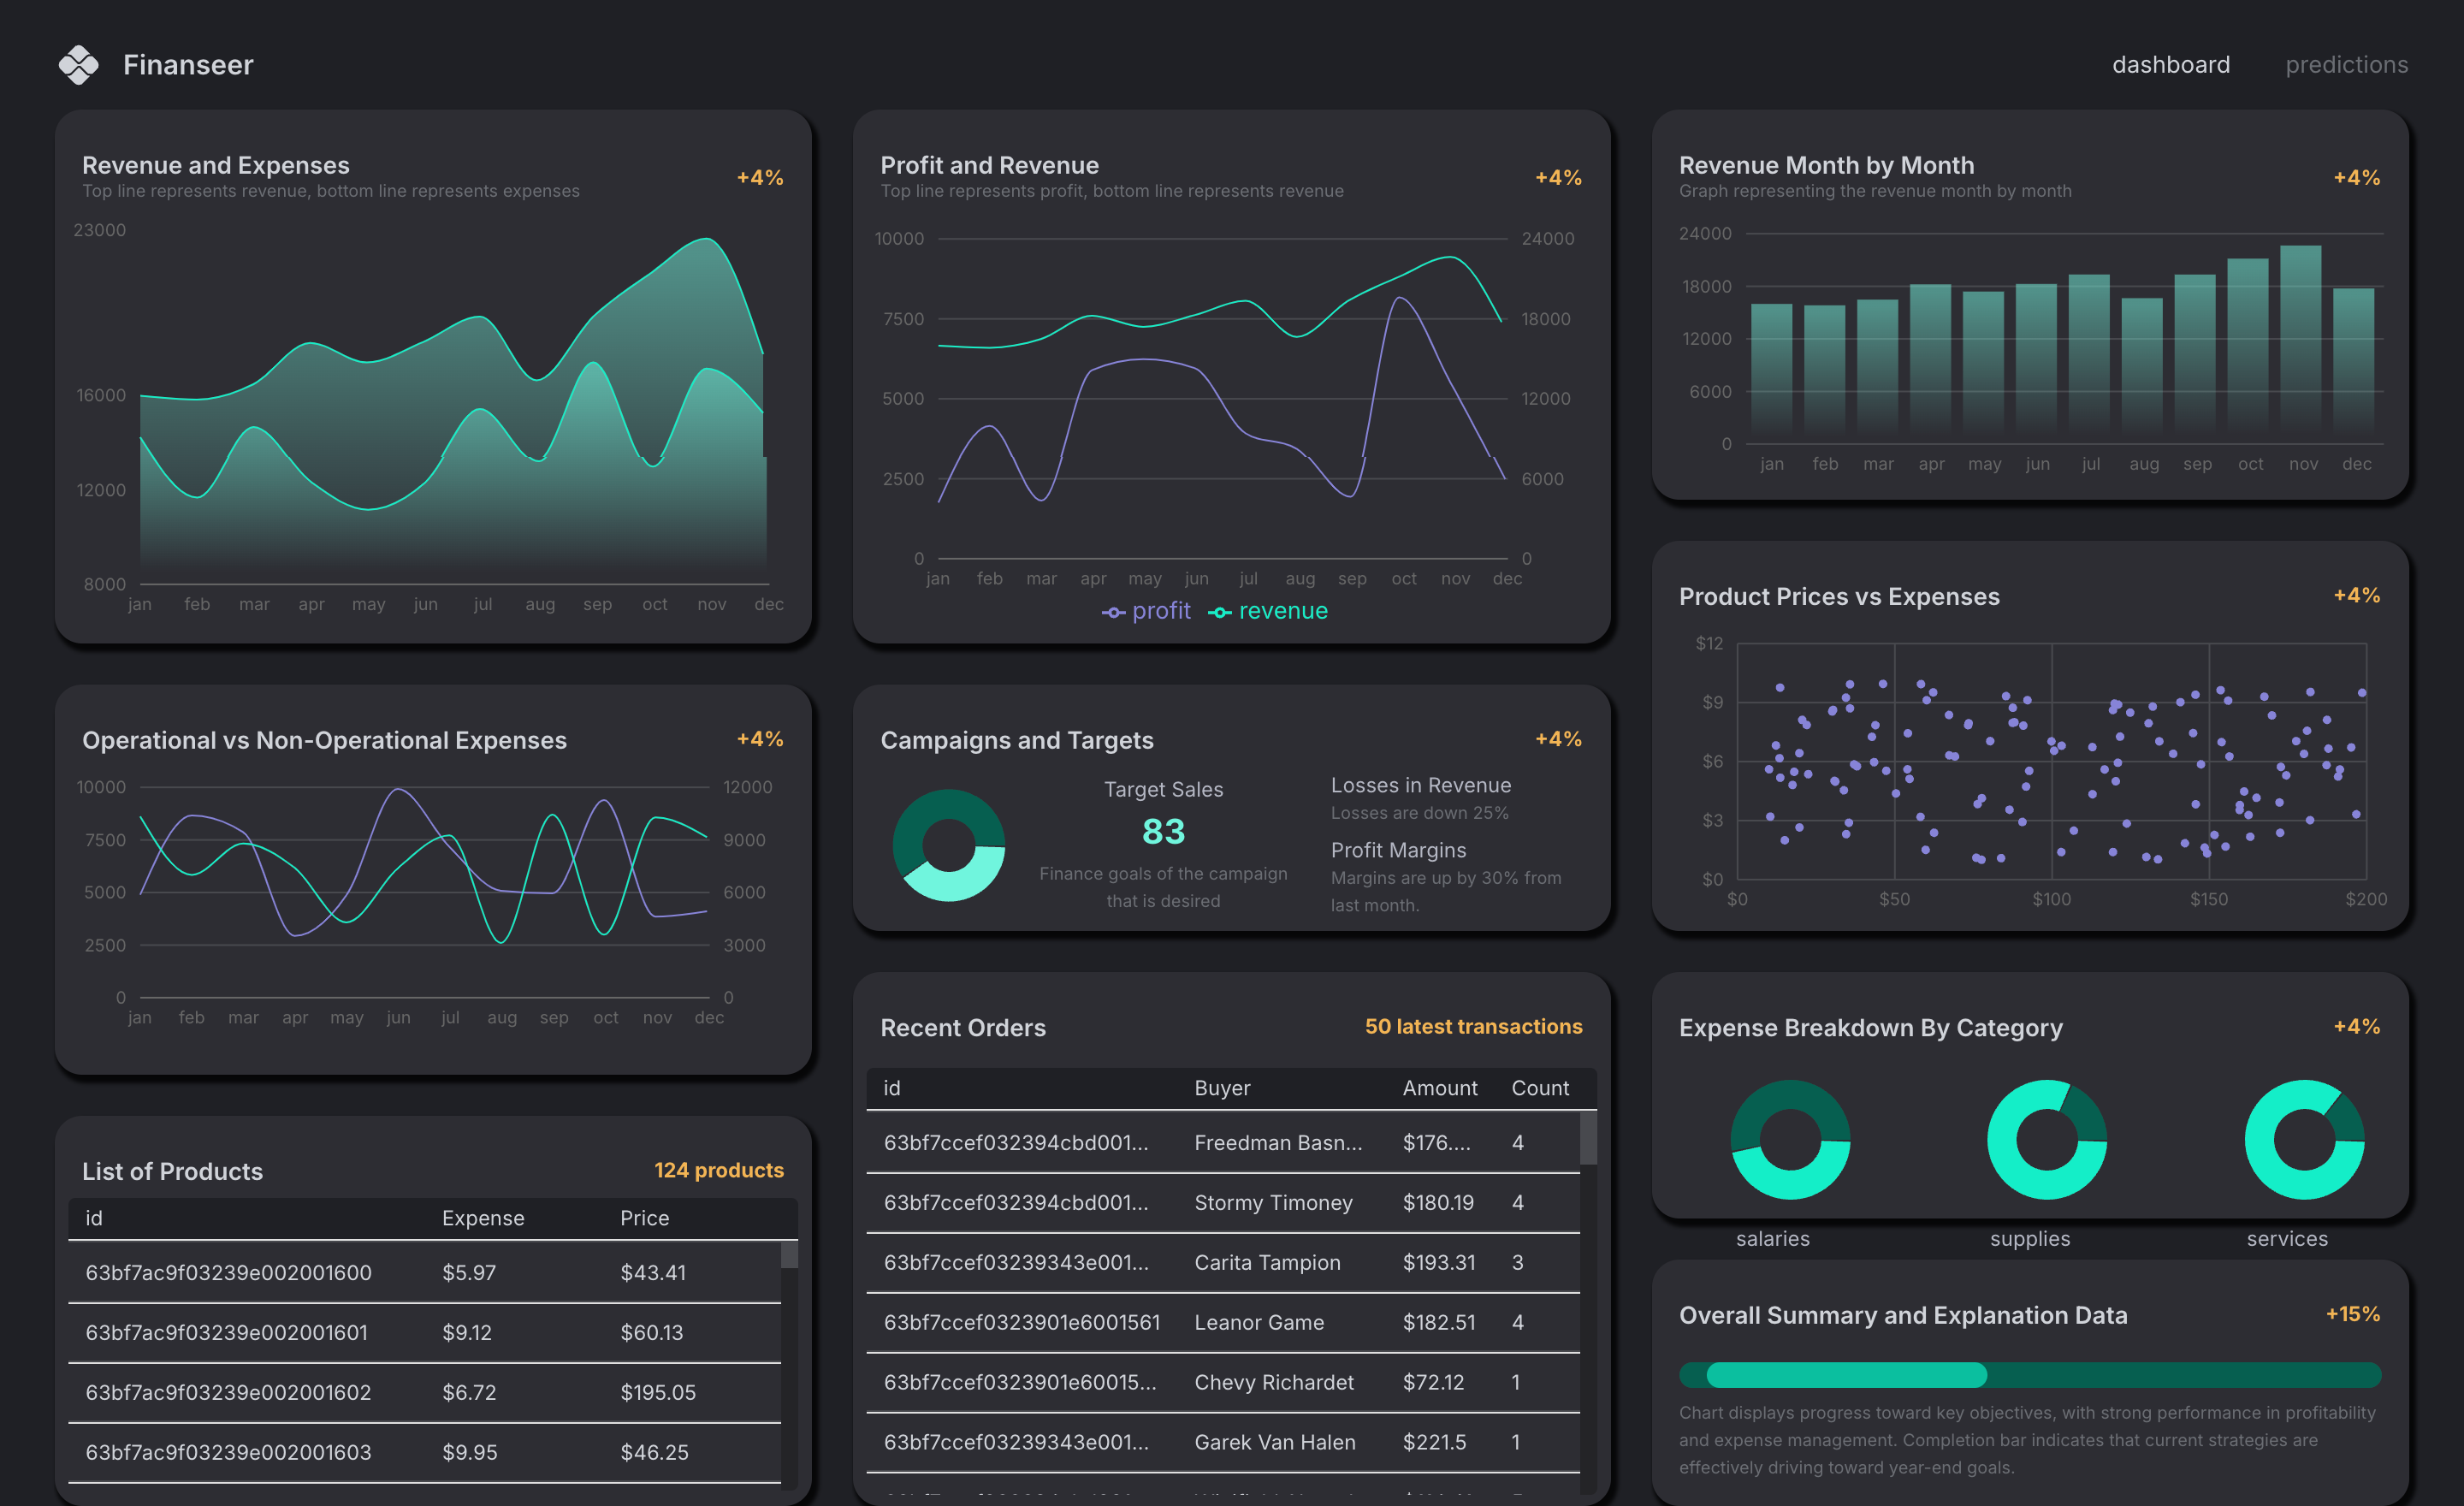 Finanseer
dashboard predictions
Revenue and Expenses
+4%
Top line represents revenue, bottom line represents expenses
23000
16000
12000
8000
jan feb mar apr may jun jul aug sep oct nov dec
Profit and Revenue
+4%
Top line represents profit, bottom line represents revenue
10000 24000
7500 18000
5000 12000
2500 6000
0 0
jan feb mar apr may jun jul aug sep oct nov dec
profit revenue
Revenue Month by Month
+4%
Graph representing the revenue month by month
24000
18000
12000
6000
0
jan feb mar apr may jun jul aug sep oct nov dec
Operational vs Non-Operational Expenses
+4%
10000 12000
7500 9000
5000 6000
2500 3000
0 0
jan feb mar apr may jun jul aug sep oct nov dec
Campaigns and Targets
+4%
Target Sales
83
Finance goals of the campaign
that is desired
Losses in Revenue
Losses are down 25%
Profit Margins
Margins are up by 30% from
last month.
Product Prices vs Expenses
+4%
$12
$9
$6
$3
$0
$0 $50 $100 $150 $200
List of Products
124 products
id Expense Price
63bf7ac9f03239e002001600 $5.97 $43.41
63bf7ac9f03239e002001601 $9.12 $60.13
63bf7ac9f03239e002001602 $6.72 $195.05
63bf7ac9f03239e002001603 $9.95 $46.25
Recent Orders
50 latest transactions
id Buyer Amount Count
63bf7ccef032394cbd001... Freedman Basn... $176.... 4
63bf7ccef032394cbd001... Stormy Timoney $180.19 4
63bf7ccef03239343e001... Carita Tampion $193.31 3
63bf7ccef0323901e6001561 Leanor Game $182.51 4
63bf7ccef0323901e60015... Chevy Richardet $72.12 1
63bf7ccef03239343e001... Garek Van Halen $221.5 1
Expense Breakdown By Category
+4%
salaries supplies services
Overall Summary and Explanation Data
+15%
Chart displays progress toward key objectives, with strong performance in profitability
and expense management. Completion bar indicates that current strategies are
effectively driving toward year-end goals.